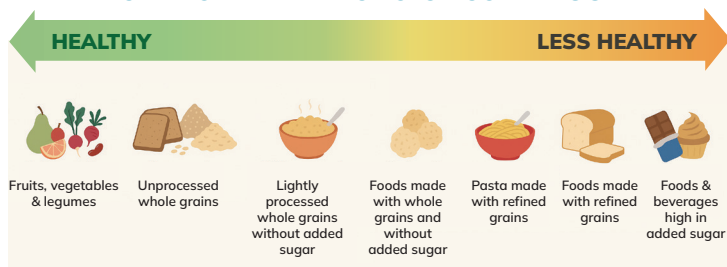 HEALTHY
LESS HEALTHY
Fruits, vegetables
& legumes
Unprocessed
whole grains
Lightly
processed
whole grains
without added
sugar
Foods made
with whole
grains and
without
added sugar
Pasta made
with refined
grains
Foods made
with refined
grains
Foods &
beverages
high in
added sugar